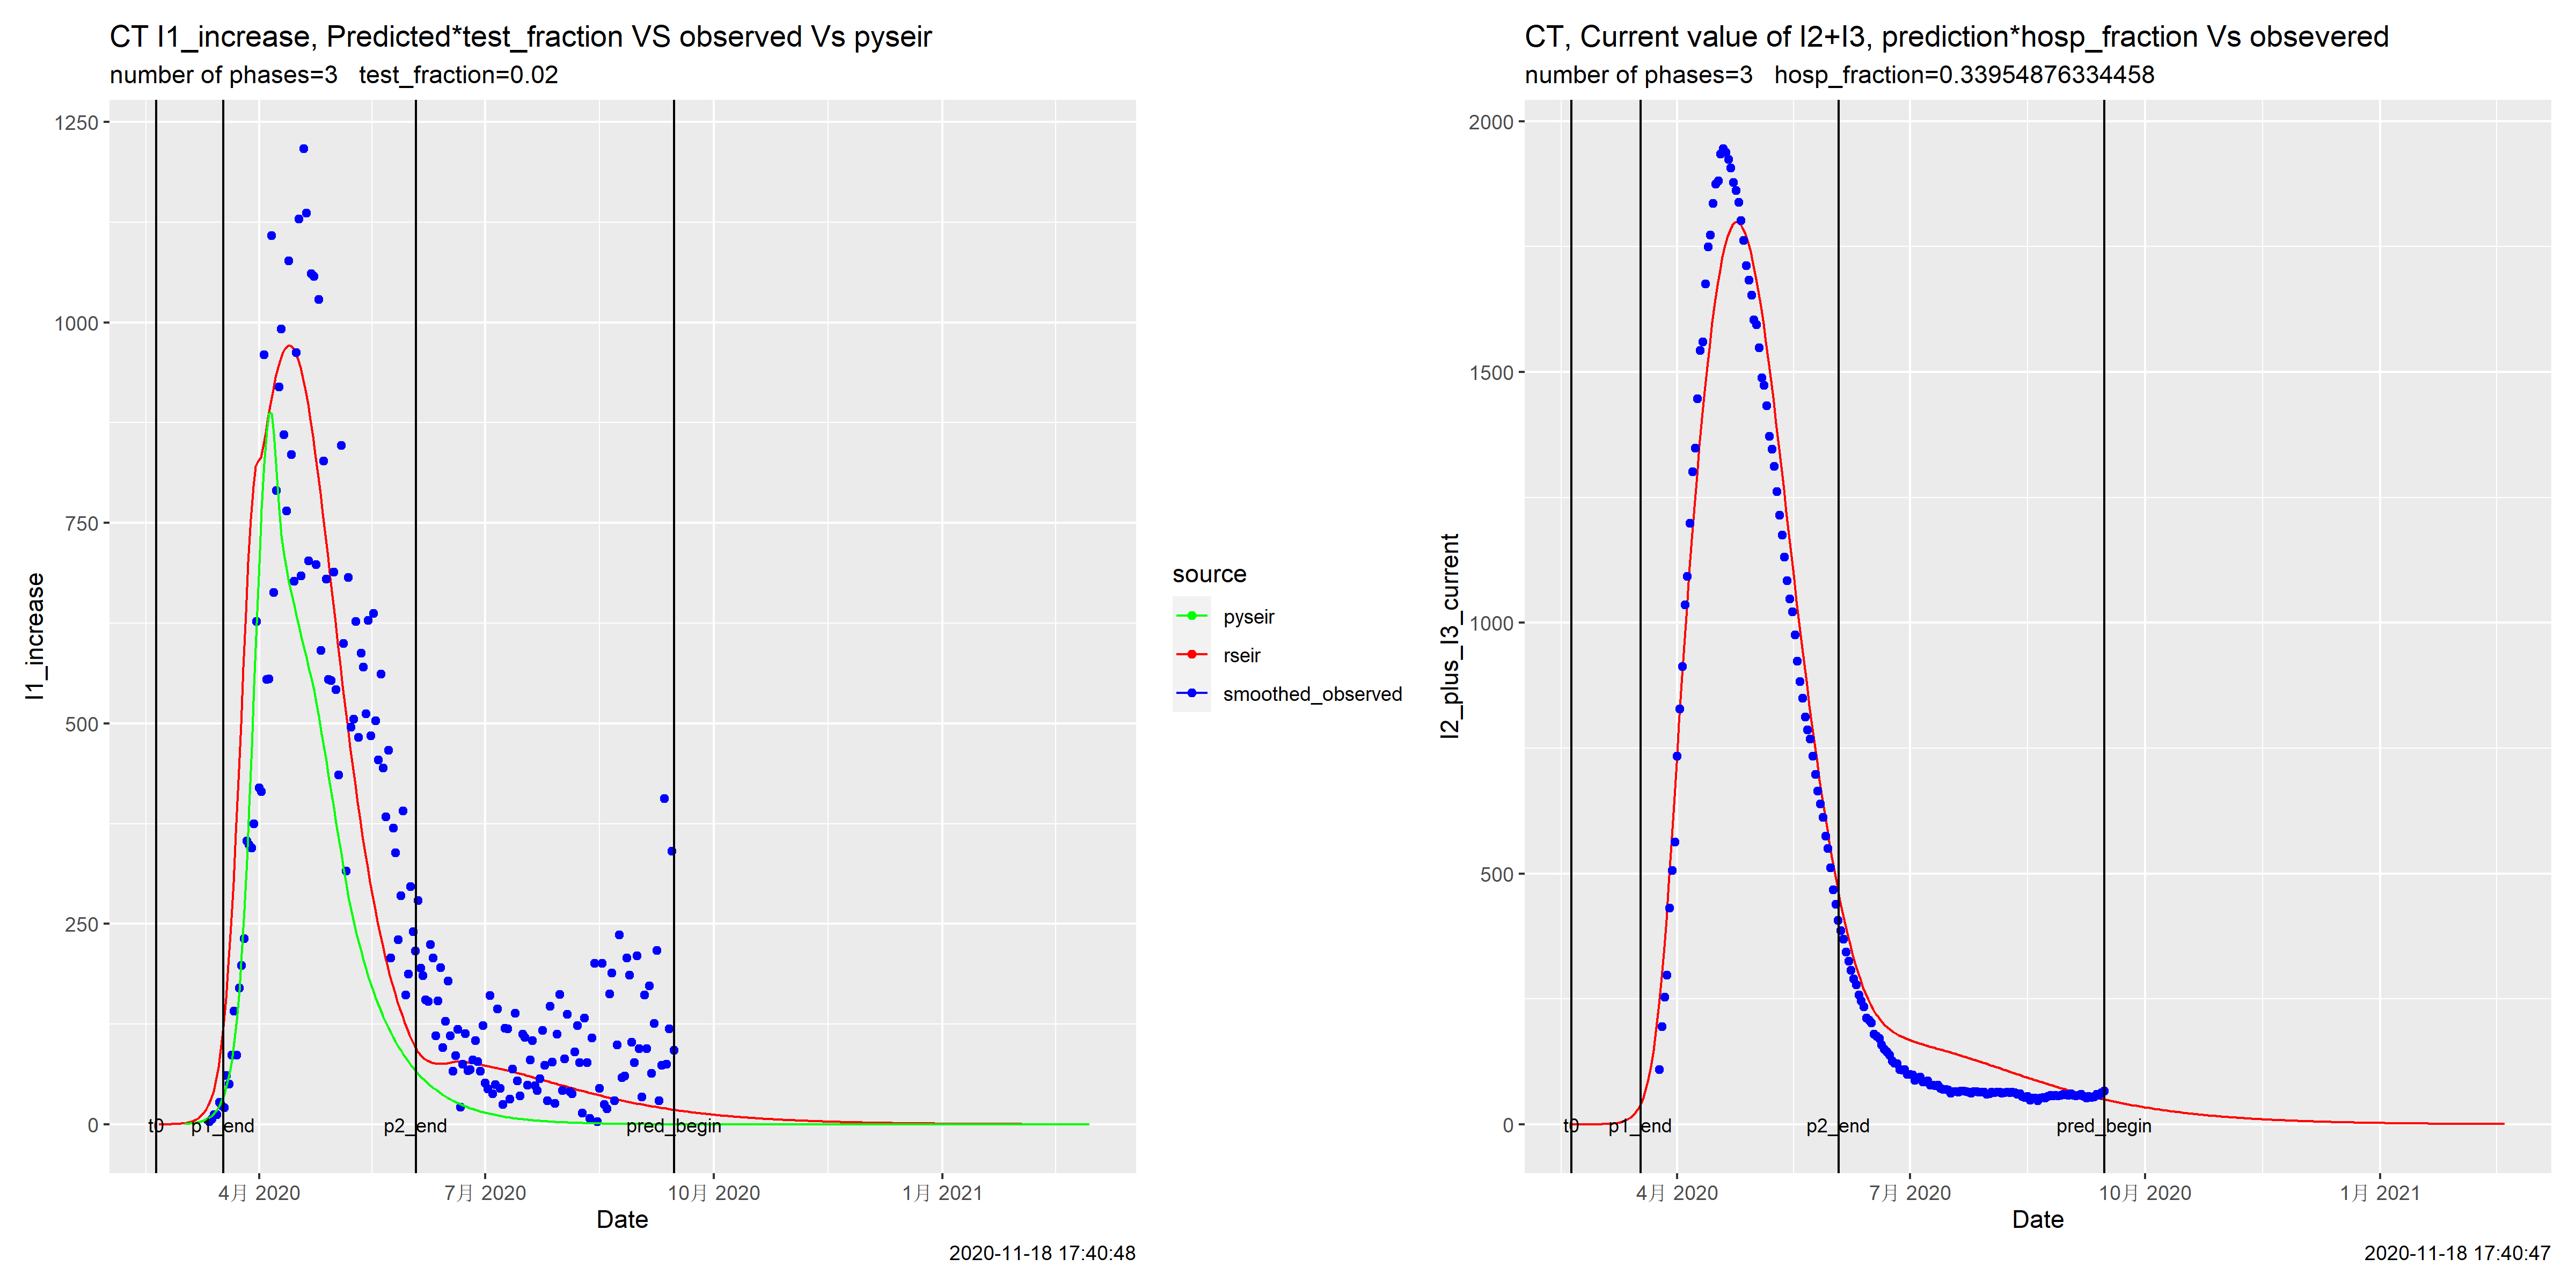 CT I1_increase, Predicted*test_fraction VS observed Vs pyseir
number of phases=3 test_fraction=0.02
I1_increase
1250
1000
750
500
250
0
t0
p1_end
p2_end
pred_begin
4月 2020
7月 2020
10月 2020
1月 2021
Date
2020-11-18 17:40:48
source
pyseir
rseir
smoothed_observed
CT, Current value of I2+I3, prediction*hosp_fraction Vs obsevered
number of phases=3 hosp_fraction=0.33954876334458
I2_plus_I3_current
2000
1500
1000
500
0
t0
p1_end
p2_end
pred_begin
4月 2020
7月 2020
10月 2020
1月 2021
Date
2020-11-18 17:40:47